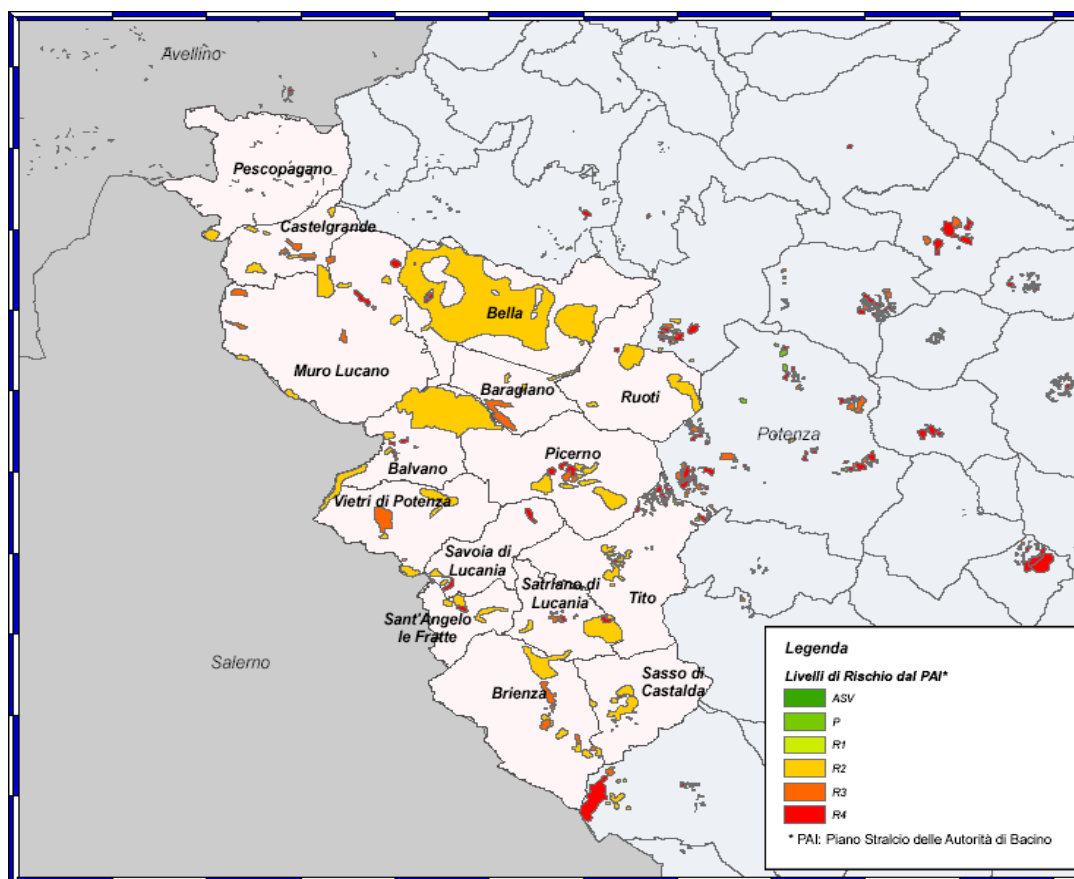 Avellino
Pescopagano
Castelgrande
Bella
Muro Lucano
Baragiano
Ruoti
Potenza
Picerno
Balvano
Vietri di Potenza
Savoia di
Lucania
Satriano di
Lucania
Tito
Sant'Angelo
le Fratte
Salerno
Brienza
Sasso di
Castalda
Legenda
Livelli di Rischio dal PAI*
ASV
P
R1
R2
R3
R4
* PAI: Piano Stralcio delle Autorità di Bacino